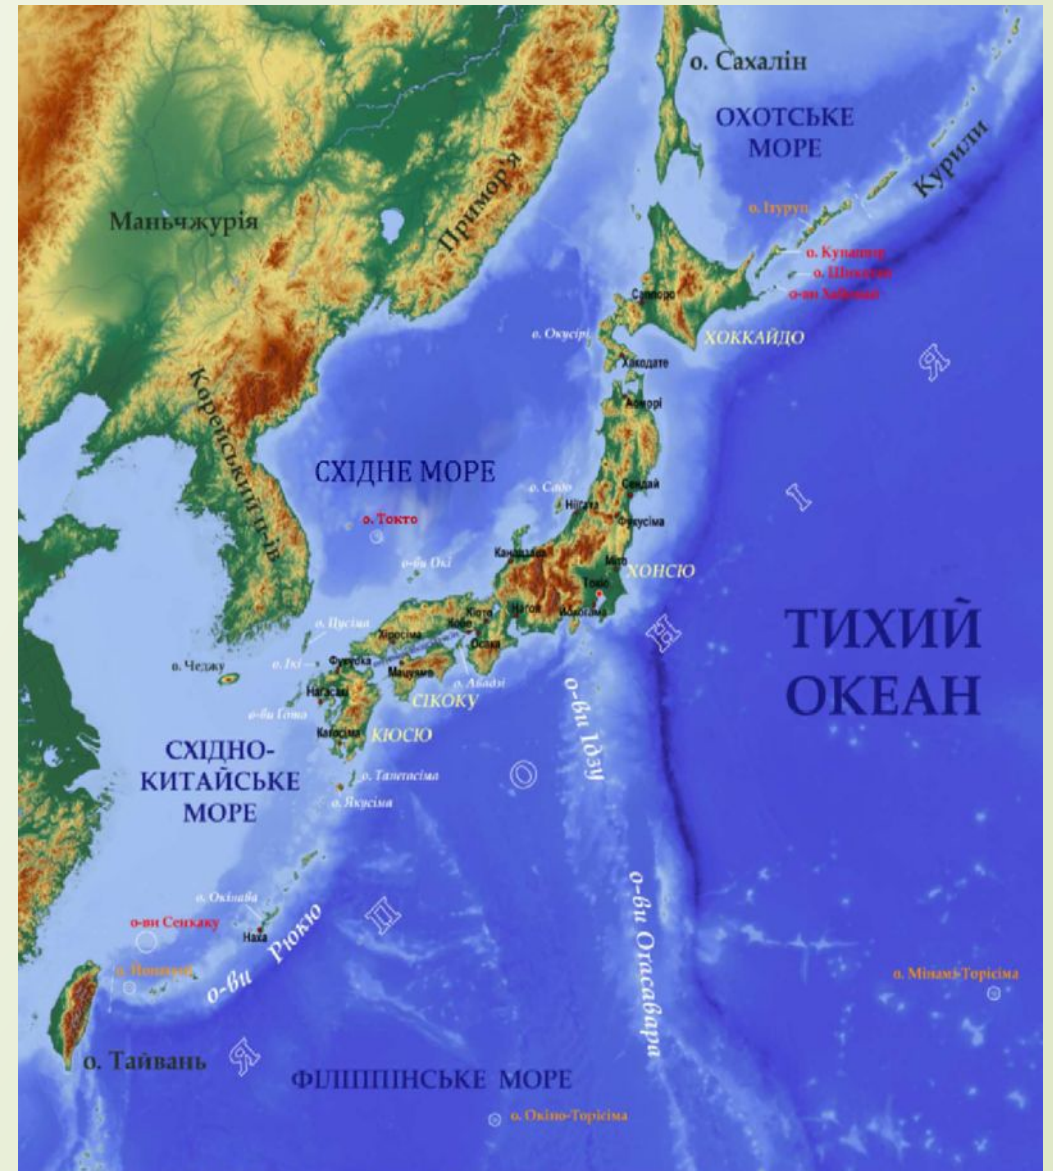 о. Сахалін
ОХОТСЬКЕ
МОРЕ
Курили
о. Ітуруп
Маньчжурія
Примор'я
о. Кунашир
о. Шикотан
о-ви Хабомаї
Саппоро
о. Окусірі
ХОККАЙДО
Хакодате
Я
Аоморі
Корейський п-ів
СХІДНЕ МОРЕ
о. Садо
Сендай
І
Ніїгата
о. Токто
Фукусіма
Канадзава
о-ви Окі
Міто
ХОНСЮ
Токіо
о. Цусіма
Кіото
Кобе
Нагоя
Йокогама
ТИХИЙ
ОКЕАН
Хіросіма
Осака
Н
о. Чеджу
о. Ікі
Фукуока
Мацуяма
о. Авадзі
Нагасакі
СІКОКУ
о-ви Гото
Кагосіма
КЮСЮ
о-ви Ідзу
СХІДНО-
КИТАЙСЬКЕ
МОРЕ
о. Танегасіма
О
о. Якусіма
о. Окінава
о-ви Сенкаку
Наха
П
о-ви Рюкю
о-ви Огасавара
о. Йонагуні
о. Мінамі-Торісіма
о. Тайвань
Я
ФІЛІППІНСЬКЕ МОРЕ
о. Окіно-Торісіма